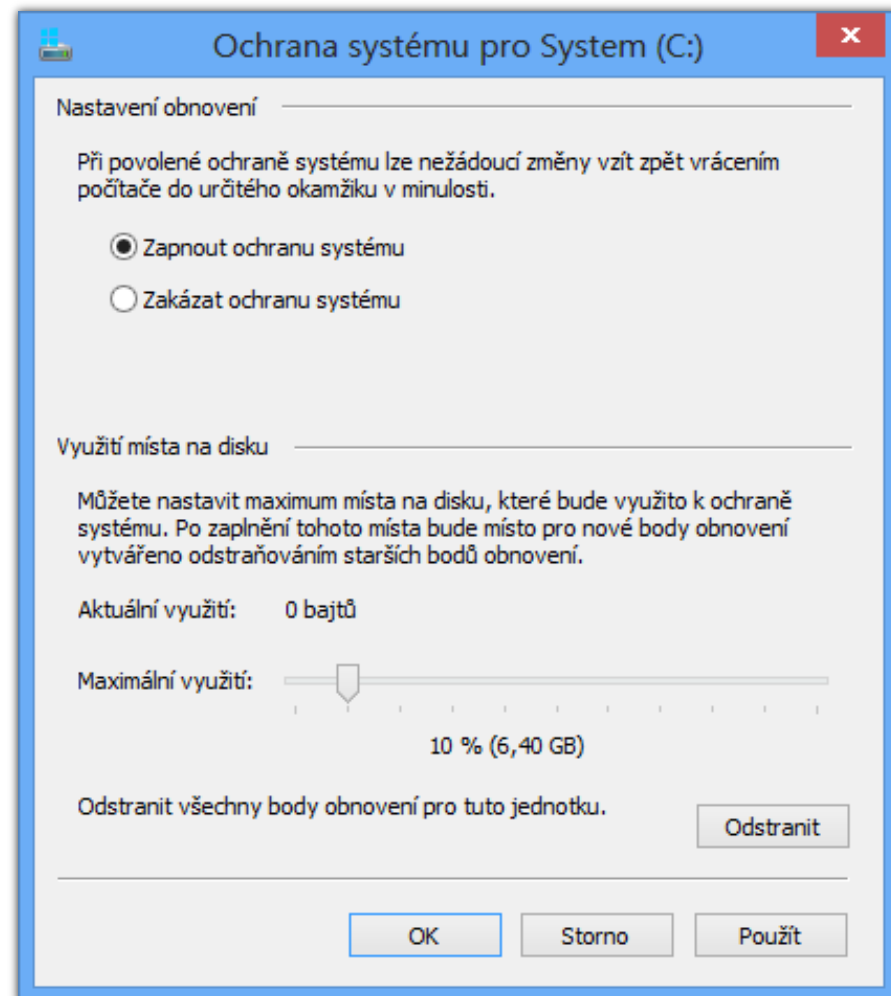 Ochrana systému pro System (C:)
Nastavení obnovení
Při povolené ochraně systému lze nežádoucí změny vzít zpět vrácením
počítače do určitého okamžiku v minulosti.
Zapnout ochranu systému
Zakázat ochranu systému
Využití místa na disku
Můžete nastavit maximum místa na disku, které bude využito k ochraně
systému. Po zaplnění tohoto místa bude místo pro nové body obnovení
vytvářeno odstraňováním starších bodů obnovení.
Aktuální využití: 0 bajtů
Maximální využití:
10 % (6,40 GB)
Odstranit všechny body obnovení pro tuto jednotku.
Odstranit
OK Storno Použít